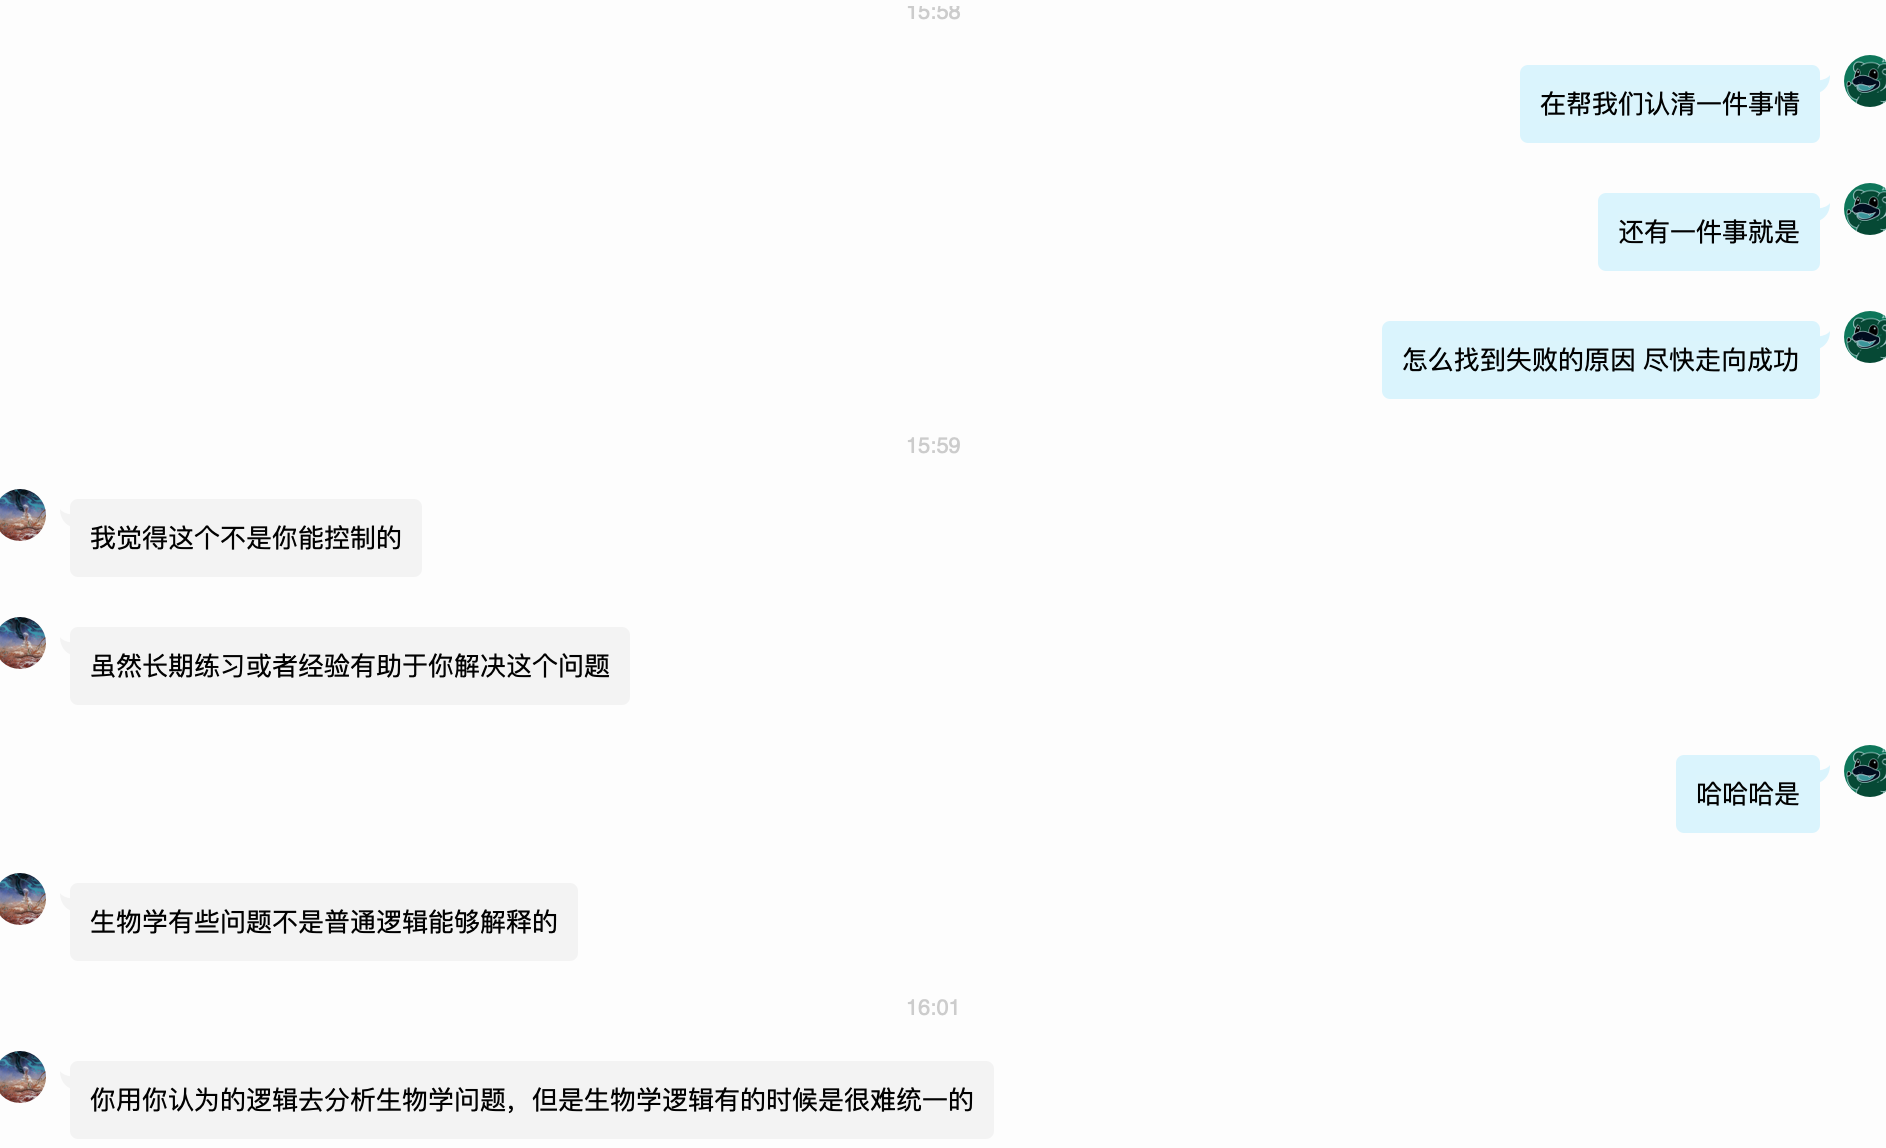 15:58
在帮我们认清一件事情
还有一件事就是
怎么找到失败的原因 尽快走向成功
15:59
我觉得这个不是你能控制的
虽然长期练习或者经验有助于你解决这个问题
哈哈哈是
生物学有些问题不是普通逻辑能够解释的
16:01
你用你认为的逻辑去分析生物学问题，但是生物学逻辑有的时候是很难统一的